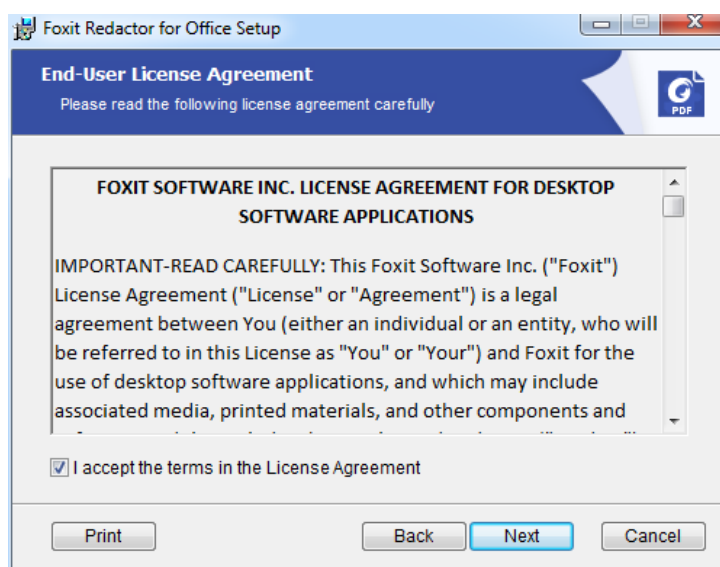 Foxit Redactor for Office Setup
End-User License Agreement
Please read the following license agreement carefully
PDF
FOXIT SOFTWARE INC. LICENSE AGREEMENT FOR DESKTOP
SOFTWARE APPLICATIONS
IMPORTANT-READ CAREFULLY: This Foxit Software Inc. ("Foxit")
License Agreement ("License" or "Agreement") is a legal
agreement between You (either an individual or an entity, who will
be referred to in this License as "You" or "Your") and Foxit for the
use of desktop software applications, and which may include
associated media, printed materials, and other components and
I accept the terms in the License Agreement
Print
Back
Next
Cancel